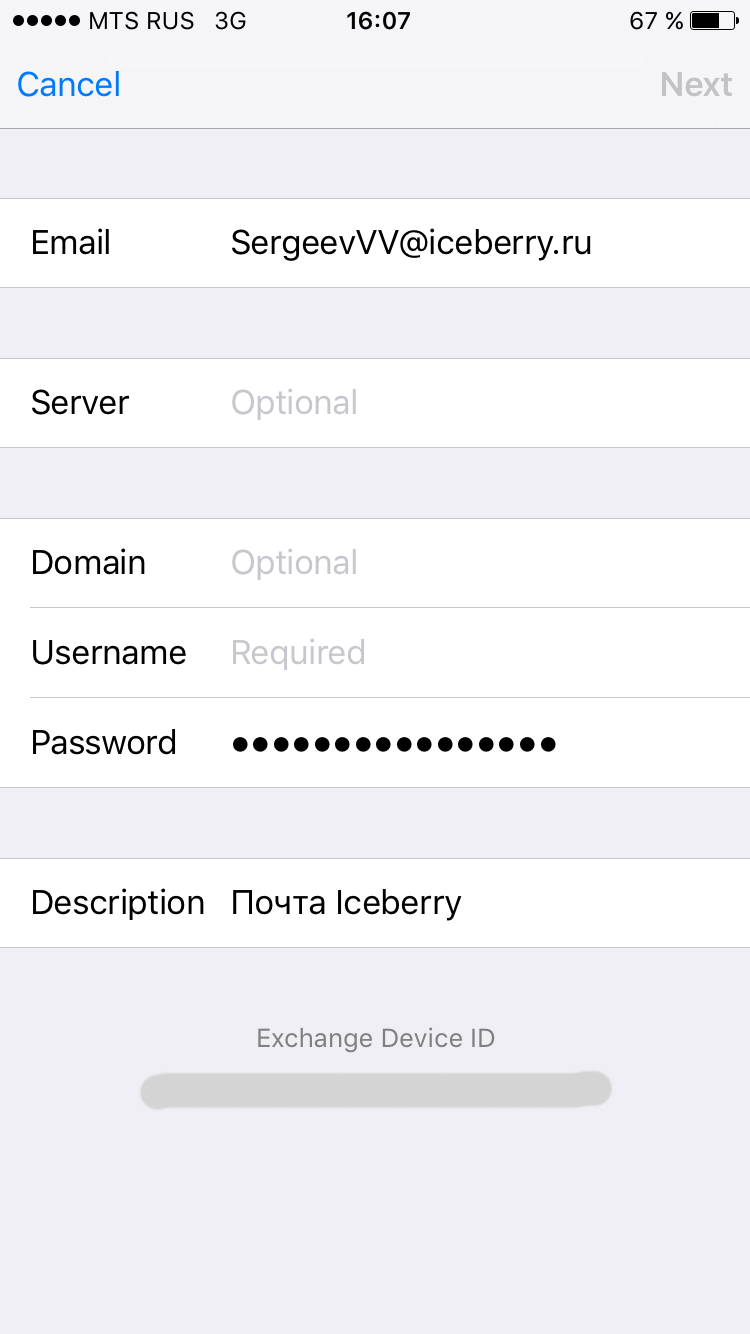 MTS RUS 3G 16:07 67 %
Cancel Next
Email SergeevVV@iceberry.ru
Server Optional
Domain Optional
Username Required
Password ●●●●●●●●●●●●●●●●
Description Почта Iceberry
Exchange Device ID